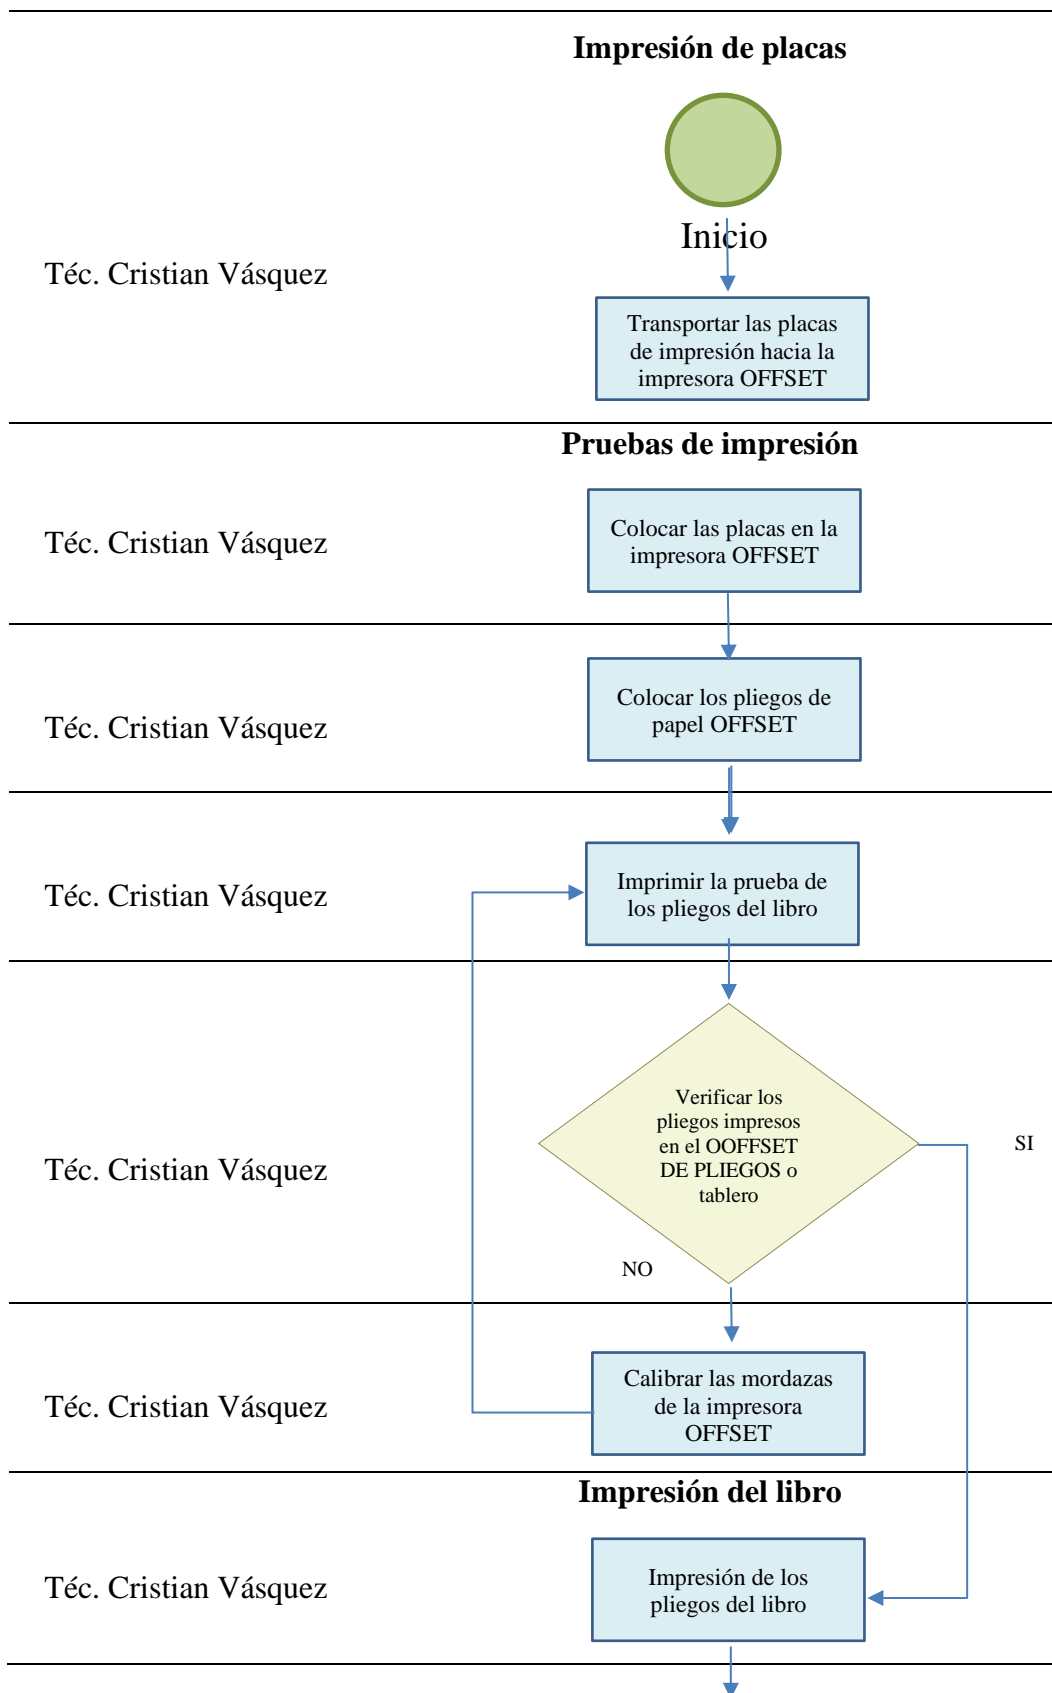 Impresión de placas
Inicio
Téc. Cristian Vásquez
Transportar las placas
de impresión hacia la
impresora OFFSET
Pruebas de impresión
Téc. Cristian Vásquez
Colocar las placas en la
impresora OFFSET
Téc. Cristian Vásquez
Colocar los pliegos de
papel OFFSET
Téc. Cristian Vásquez
Imprimir la prueba de
los pliegos del libro
Téc. Cristian Vásquez
Verificar los
pliegos impresos
en el OOFFSET
DE PLIEGOS o
tablero
SI
NO
Téc. Cristian Vásquez
Calibrar las mordazas
de la impresora
OFFSET
Impresión del libro
Téc. Cristian Vásquez
Impresión de los
pliegos del libro